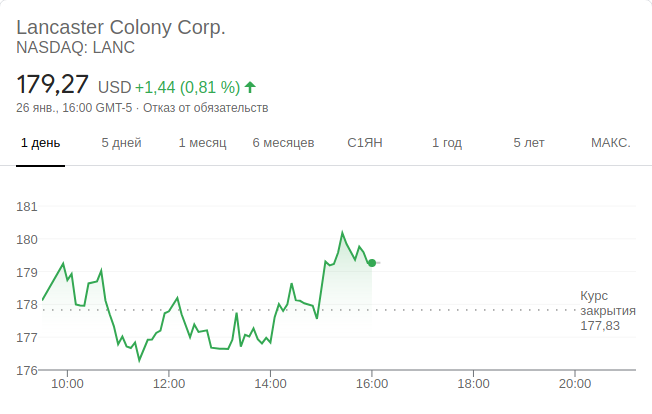 Lancaster Colony Corp.
NASDAQ: LANC
179,27 USD +1,44 (0,81 %)
26 янв., 16:00 GMT-5 · Отказ от обязательств
1 день 5 дней 1 месяц 6 месяцев С1ЯН 1 год 5 лет МАКС.
181
180
179
178
177
176
Курс
закрытия
177,83
10:00 12:00 14:00 16:00 18:00 20:00